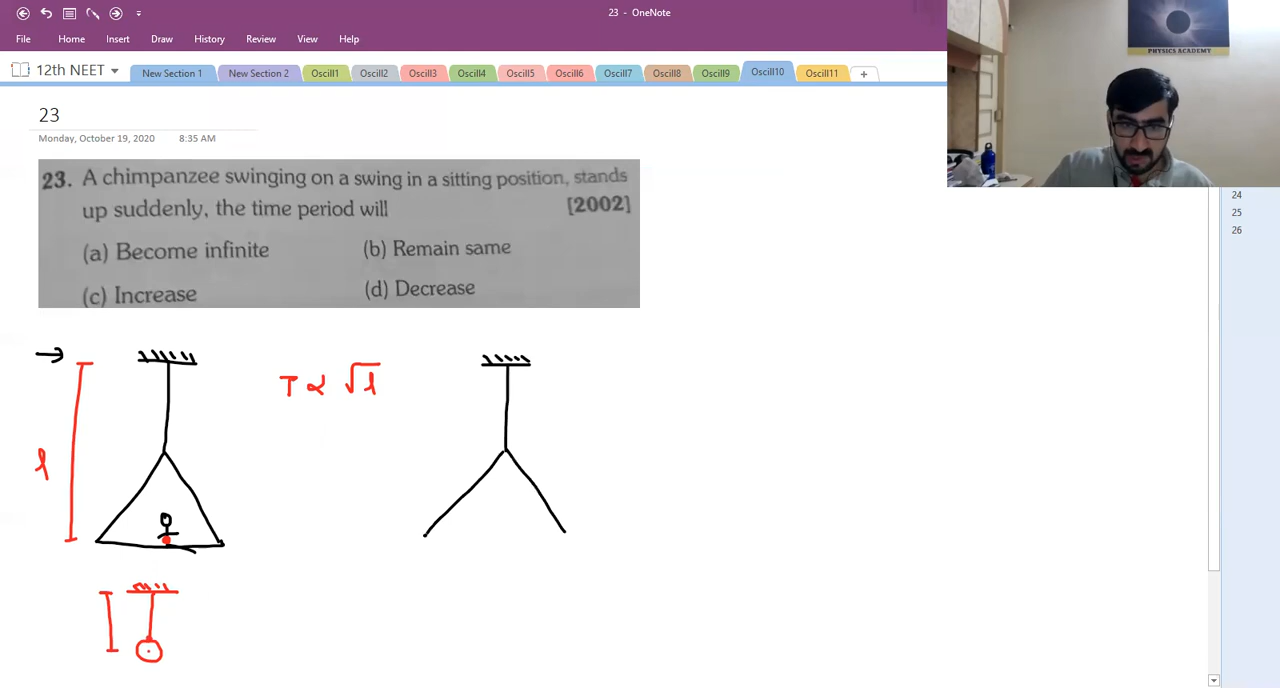 23 - OneNote
File Home Insert Draw History Review View Help
12th NEET New Section 1 New Section 2 Oscill1 Oscill2 Oscill3 Oscill4 Oscill5 Oscill6 Oscill7 Oscill8 Oscill9 Oscill10 Oscill11 +
PHYSICS ACADEMY
23
Monday, October 19, 2020 8:35 AM
23. A chimpanzee swinging on a swing in a sitting position, stands
up suddenly, the time period will [2002]
(a) Become infinite (b) Remain same
(c) Increase (d) Decrease
24
25
26
T ∝ √l
l